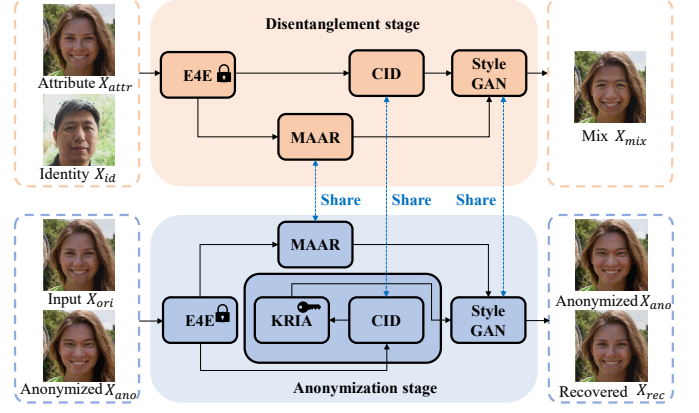 Disentanglement stage
Attribute X_attr
Identity X_id
E4E
CID
Style
GAN
MAAR
Mix X_mix
Share
Share
Share
Input X_ori
Anonymized X_ano
MAAR
E4E
KRIA
CID
Style
GAN
Anonymized X_ano
Recovered X_rec
Anonymization stage